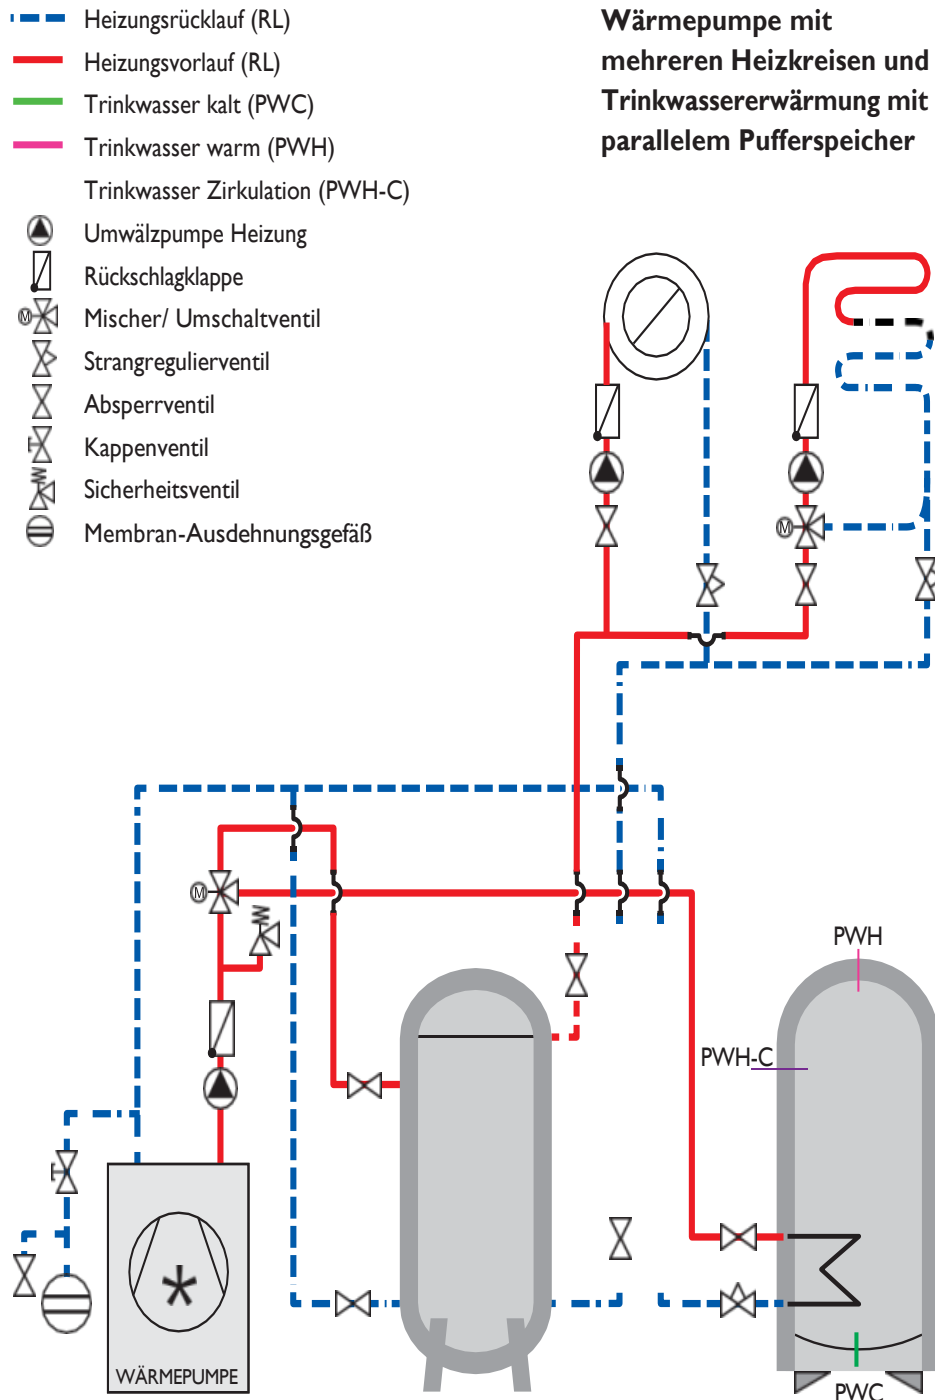 Heizungsrücklauf (RL)
Heizungsvorlauf (RL)
Trinkwasser kalt (PWC)
Trinkwasser warm (PWH)
Trinkwasser Zirkulation (PWH-C)
Umwälzpumpe Heizung
Rückschlagklappe
M Mischer/ Umschaltventil
Strangregulierventil
Absperrventil
Kappenventil
Sicherheitsventil
Membran-Ausdehnungsgefäß
Wärmepumpe mit
mehreren Heizkreisen und
Trinkwassererwärmung mit
parallelem Pufferspeicher
M
M
PWH
PWH-C
WÄRMEPUMPE
PWC